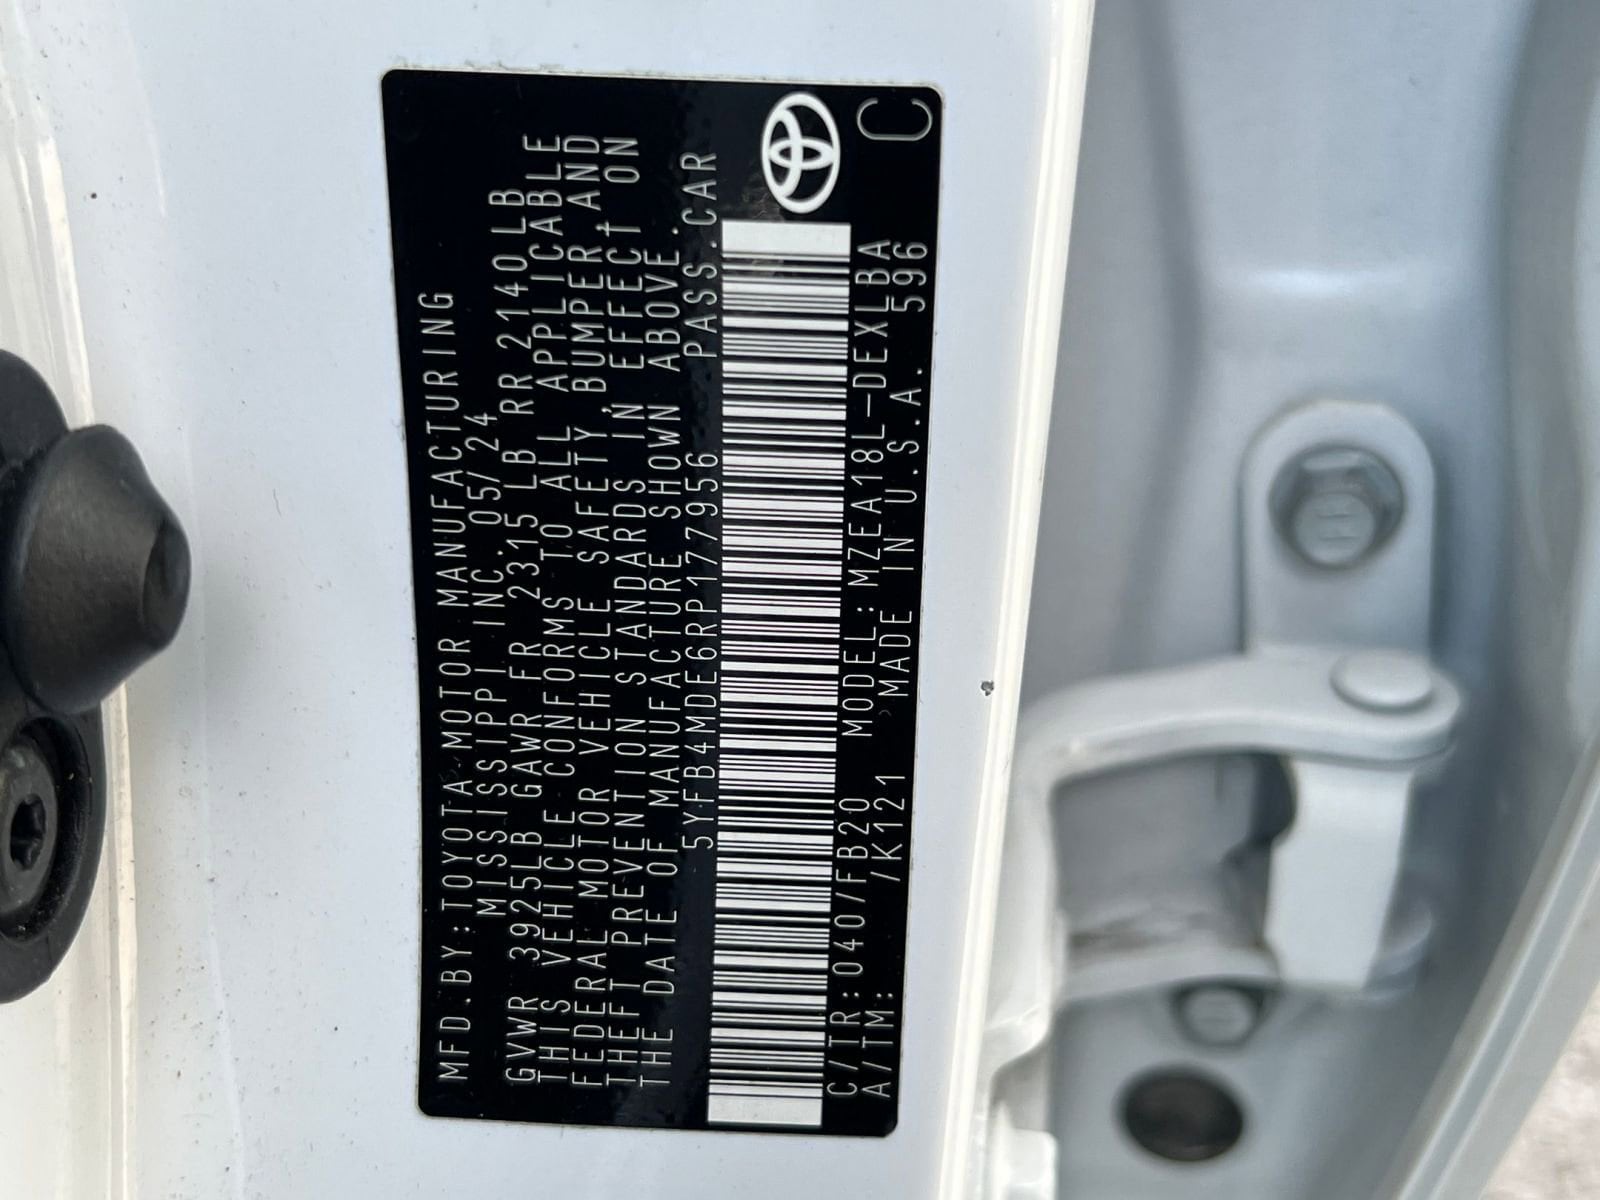 MFD.BY:TOYOTA MOTOR MANUFACTURING
MISSISSIPPI INC. 05/24
GVWR 3925LB GAWR FR 2315LB RR 2140LB
THIS VEHICLE CONFORMS TO ALL APPLICABLE
FEDERAL MOTOR VEHICLE SAFETY, BUMPER, AND
THEFT PREVENTION STANDARDS IN EFFECT ON
THE DATE OF MANUFACTURE SHOWN ABOVE.
5YFB4MDE6RP177956 PASS.CAR
C/TR:040/FB20 MODEL:MZEA18L-DEXLBA
A/TM: /K121 MADE IN U.S.A. 596
C